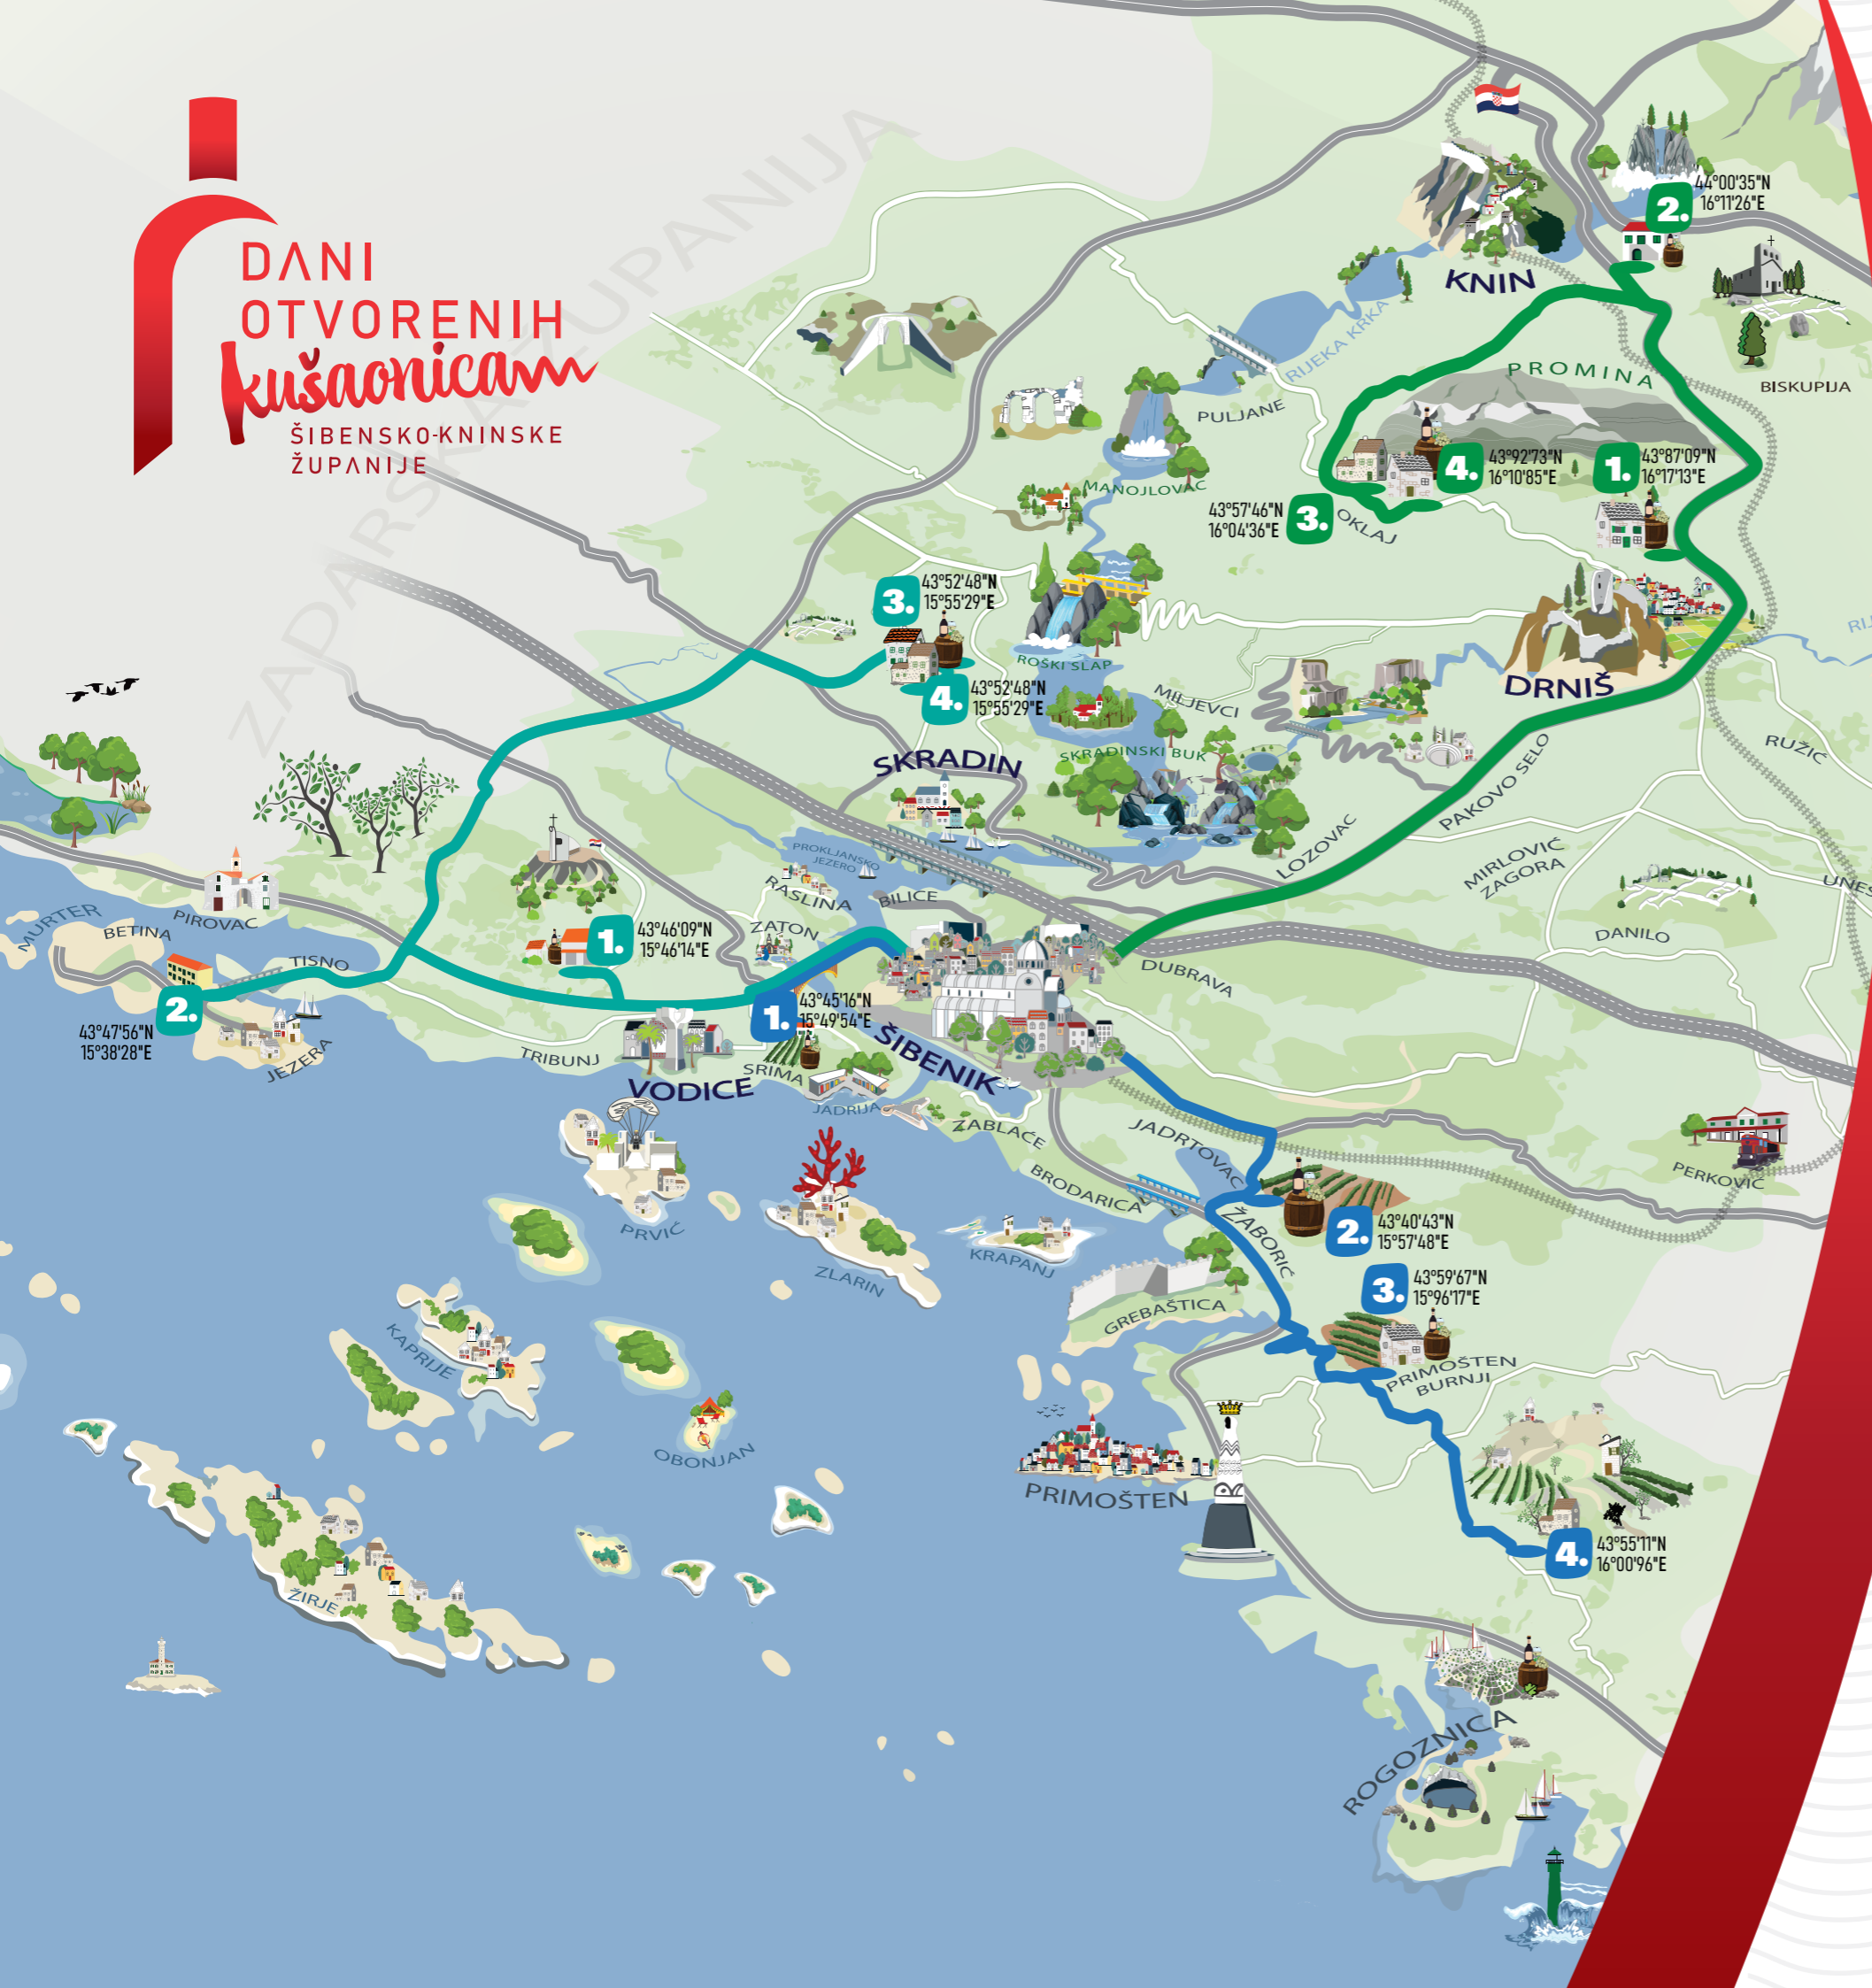 DANI
OTVORENIH
kušaonica
ŠIBENSKO-KNINSKE
ŽUPANIJE
ZADARSKA ŽUPANIJA
KNIN
2.
44°00'35"N
16°11'26"E
BISKUPIJA
RIJEKA KRKA
PROMINA
PULJANE
MANOJLOVAC
4.
43°92'73"N
16°10'85"E
1.
43°87'09"N
16°17'13"E
43°57'46"N
16°04'36"E
3.
OKLAJ
3.
43°52'48"N
15°55'29"E
4.
43°52'48"N
15°55'29"E
ROŠKI SLAP
MILJEVCI
DRNIŠ
RUŽIĆ
SKRADIN
SKRADINSKI BUK
PAKOVO SELO
LOZOVAC
MIRLOVIĆ
ZAGORA
UNEŠ
DANILO
PROKLJANSKO
JEZERO
RASLINA
BILICE
ZATON
DUBRAVA
MURTER
BETINA
PIROVAC
TISNO
1.
43°46'09"N
15°46'14"E
2.
43°47'56"N
15°38'28"E
JEZERA
TRIBUNJ
VODICE
SRIMA
1.
43°45'16"N
15°49'54"E
ŠIBENIK
JADRIJA
ZABLAĆE
JADRTOVAC
BRODARICA
PERKOVIĆ
PRVIĆ
ZLARIN
KRAPANJ
ŽABORIĆ
2.
43°40'43"N
15°57'48"E
3.
43°59'67"N
15°96'17"E
GREBAŠTICA
KAPRIJE
PRIMOŠTEN
BURNJI
OBONJAN
PRIMOŠTEN
4.
43°55'11"N
16°00'96"E
ŽIRJE
ROGOZNICA